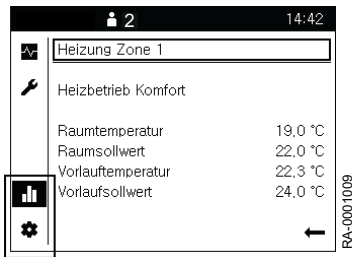 2 14:42
Heizung Zone 1
Heizbetrieb Komfort
Raumtemperatur 19,0 °C
Raumsollwert 22,0 °C
Vorlauftemperatur 22,3 °C
Vorlaufsollwert 24,0 °C
RA-0001009